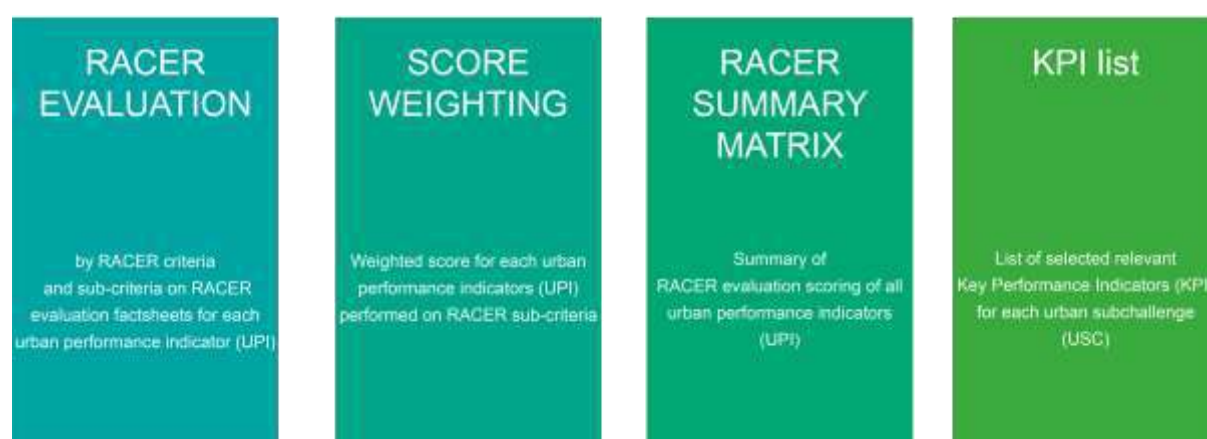 RACER
EVALUATION
by RACER criteria
and sub-criteria on RACER
evaluation factsheets for each
urban performance indicator (UPI)
SCORE
WEIGHTING
Weighted score for each urban
performance indicators (UPI)
performed on RACER sub-criteria
RACER
SUMMARY
MATRIX
Summary of
RACER evaluation scoring of all
urban performance indicators
(UPI)
KPI list
List of selected relevant
Key Performance Indicators (KPI
for each urban subchallenge
(USC)